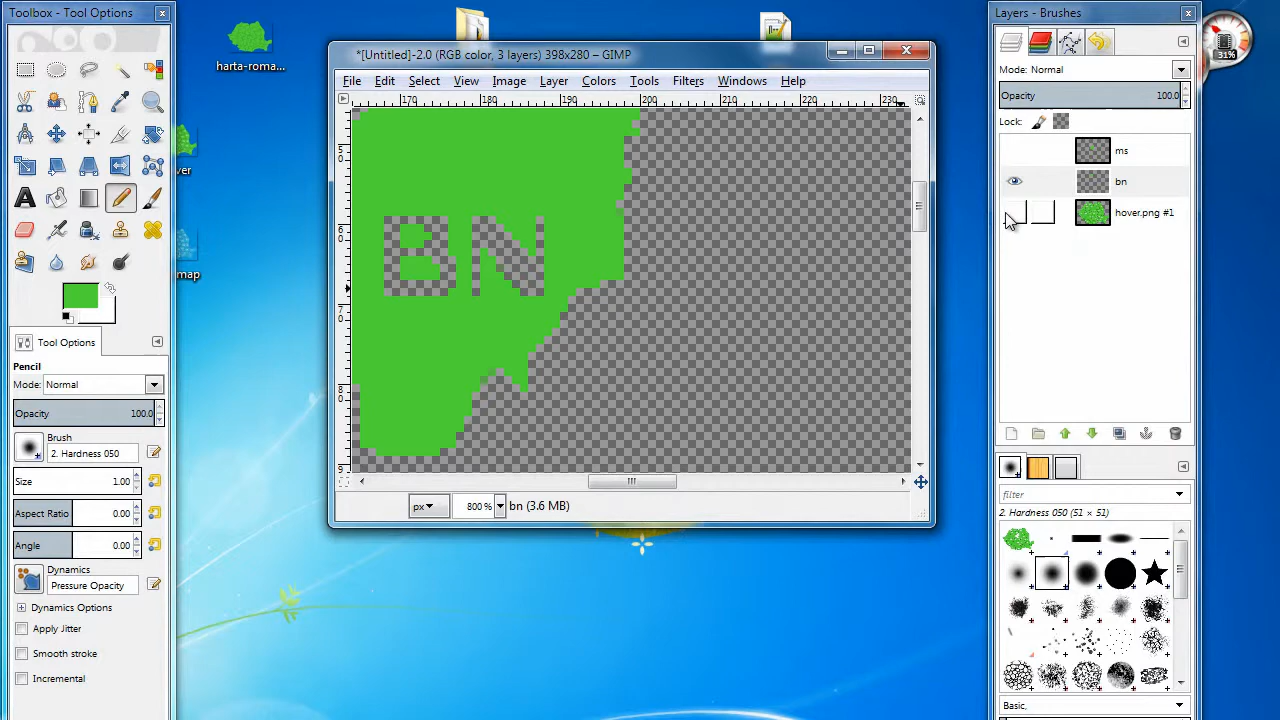 Toolbox - Tool Options
harta-roma...
ver
map
Pencil
Tool Options
Mode: Normal
Opacity 100.0
Brush
2. Hardness 050
Size 1.00
Aspect Ratio 0.00
Angle 0.00
Dynamics
Pressure Opacity
Dynamics Options
Apply Jitter
Smooth stroke
Incremental
*[Untitled]-2.0 (RGB color, 3 layers) 398x280 – GIMP
File Edit Select View Image Layer Colors Tools Filters Windows Help
170 180 190 200 210 220 230
BN
px 800 % bn (3.6 MB)
Layers - Brushes
Mode: Normal
Opacity 100.0
Lock:
ms
bn
hover.png #1
filter
2. Hardness 050 (51 × 51)
Basic,
31%